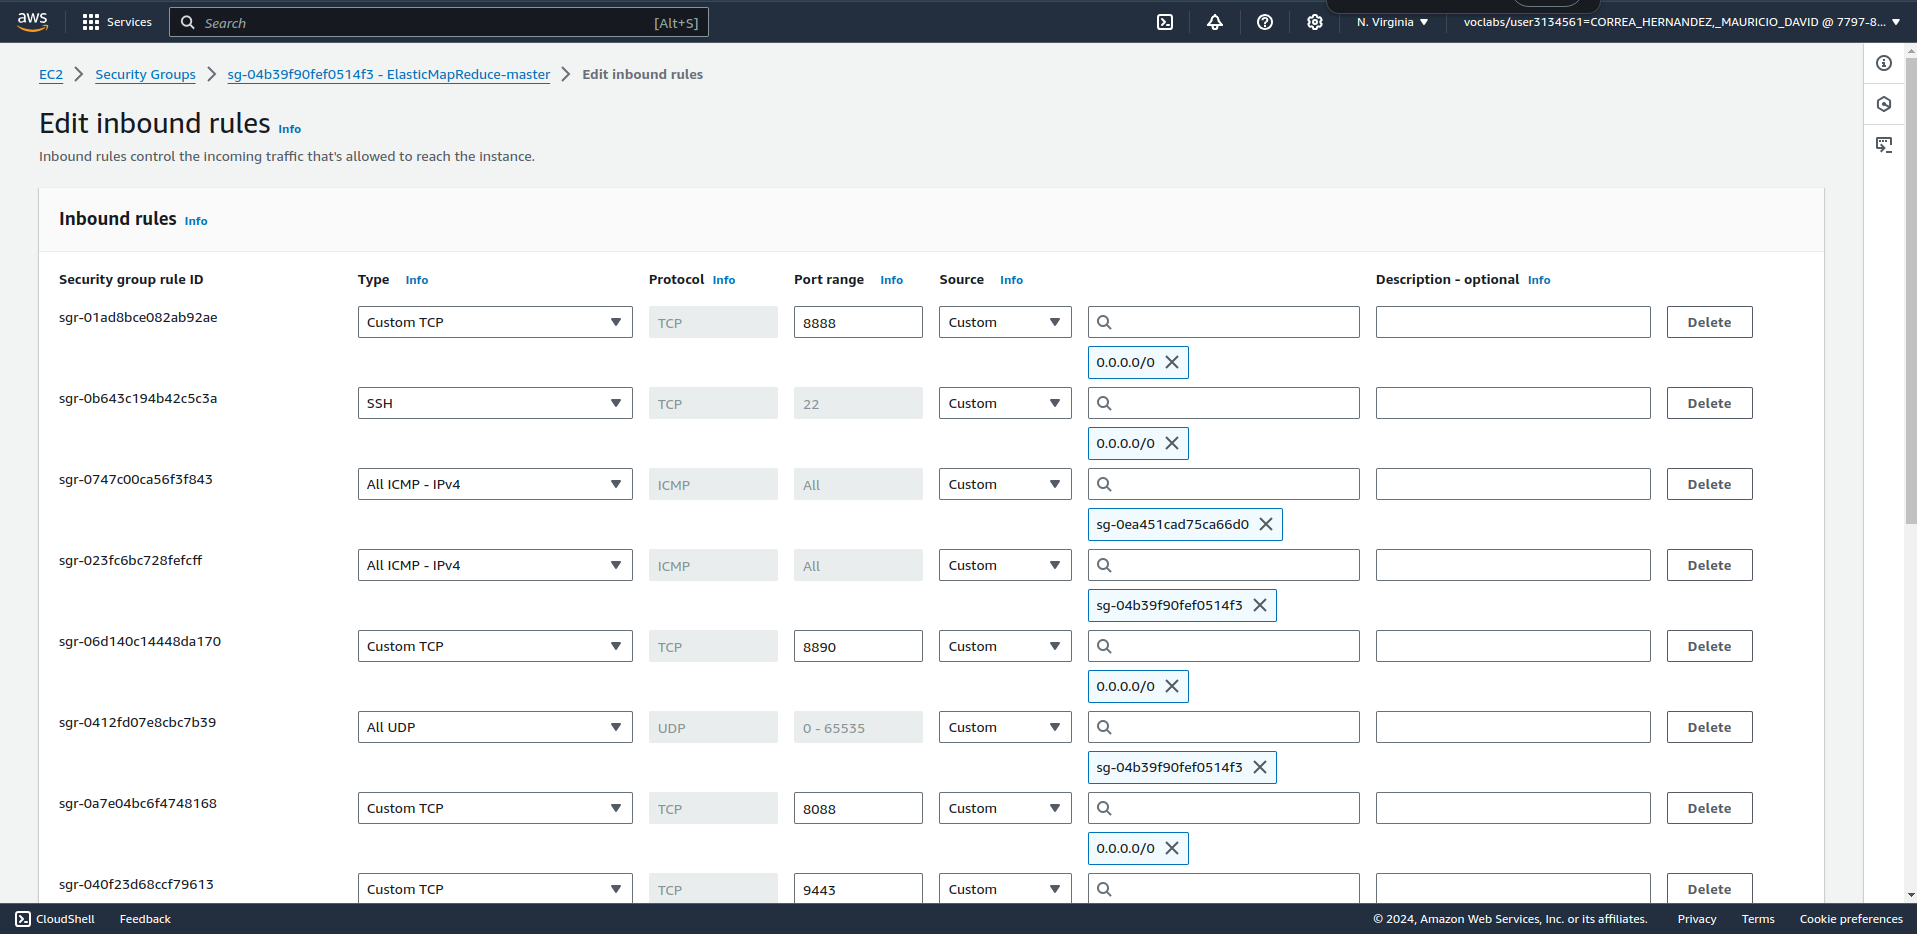 aws Services Search [Alt+S] N. Virginia voclabs/user3134561=CORREA_HERNANDEZ,_MAURICIO_DAVID @ 7797-8...
EC2 Security Groups sg-04b39f90fef0514f3 - ElasticMapReduce-master Edit inbound rules
Edit inbound rules Info
Inbound rules control the incoming traffic that's allowed to reach the instance.
Inbound rules Info
Security group rule ID Type Info Protocol Info Port range Info Source Info Description - optional Info
sgr-01ad8bce082ab92ae Custom TCP TCP 8888 Custom Delete
0.0.0.0/0
sgr-0b643c194b42c5c3a SSH TCP 22 Custom Delete
0.0.0.0/0
sgr-0747c00ca56f3f843 All ICMP - IPv4 ICMP All Custom Delete
sg-0ea451cad75ca66d0
sgr-023fc6bc728fefcff All ICMP - IPv4 ICMP All Custom Delete
sg-04b39f90fef0514f3
sgr-06d140c14448da170 Custom TCP TCP 8890 Custom Delete
0.0.0.0/0
sgr-0412fd07e8cbc7b39 All UDP UDP 0 - 65535 Custom Delete
sg-04b39f90fef0514f3
sgr-0a7e04bc6f4748168 Custom TCP TCP 8088 Custom Delete
0.0.0.0/0
sgr-040f23d68ccf79613 Custom TCP TCP 9443 Custom Delete
CloudShell Feedback © 2024, Amazon Web Services, Inc. or its affiliates. Privacy Terms Cookie preferences